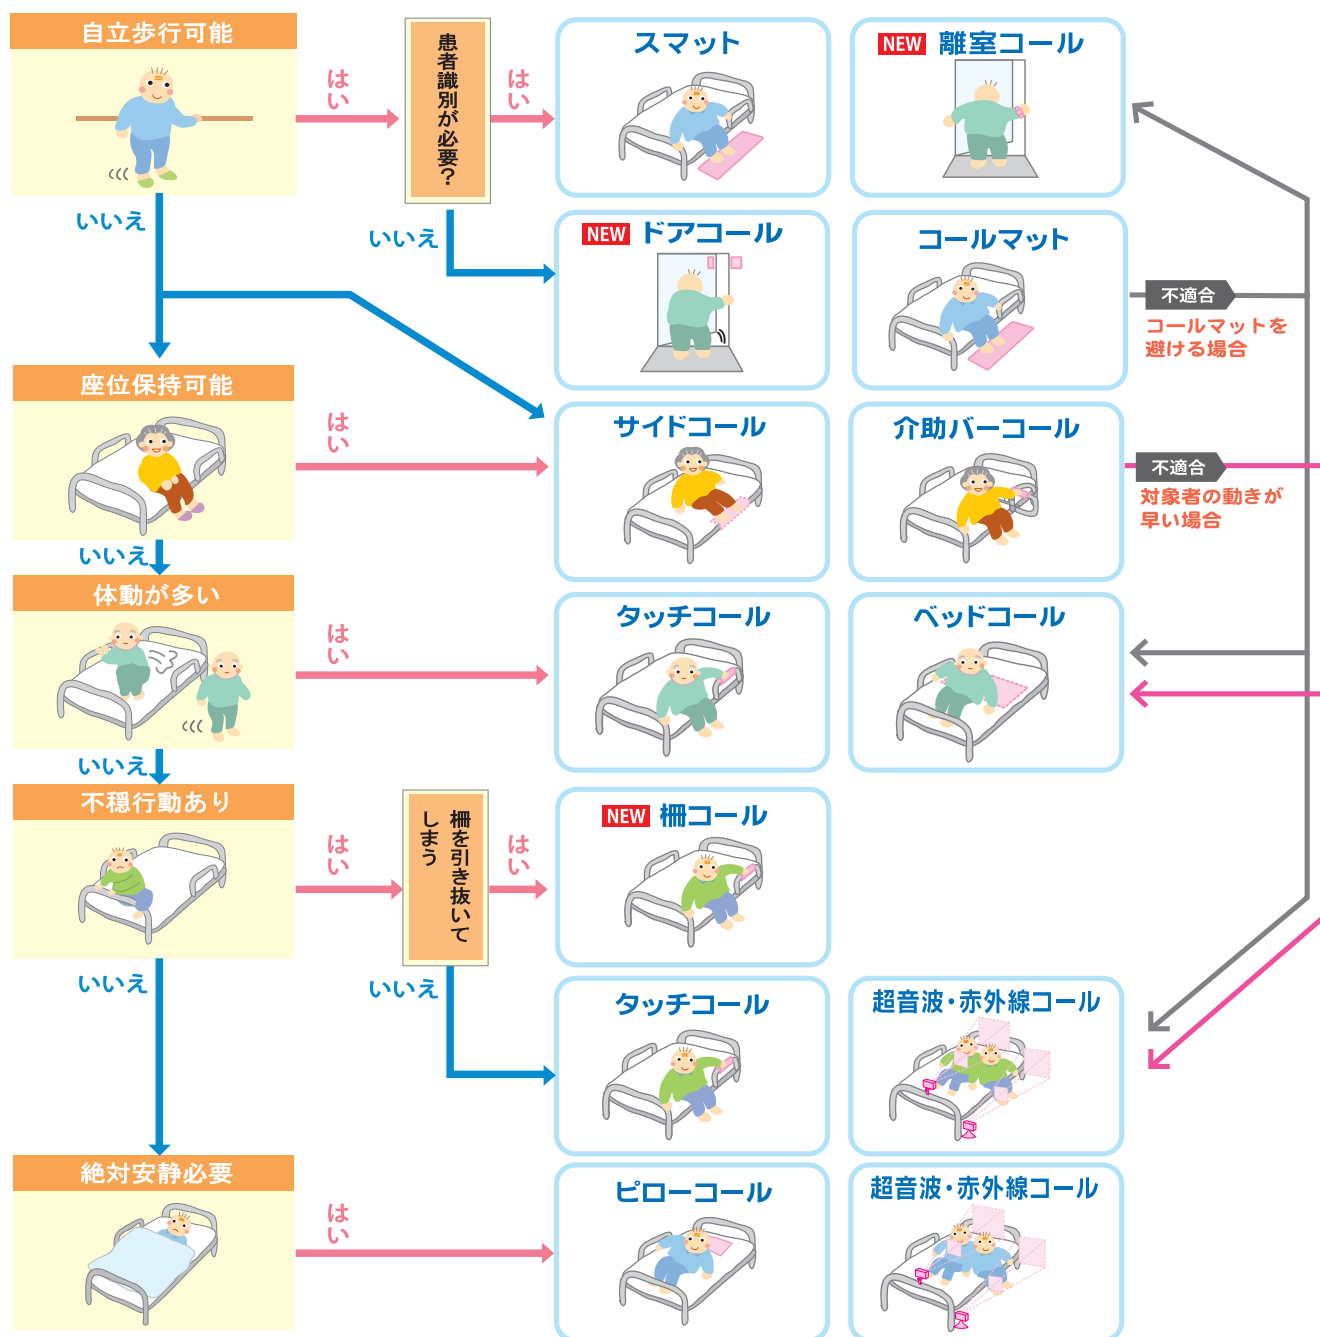 自立歩行可能
はい
患者識別が必要？
はい
スマット
NEW 離室コール
いいえ
いいえ
NEW ドアコール
コールマット
不適合
コールマットを
避ける場合
座位保持可能
はい
サイドコール
介助バーコール
不適合
対象者の動きが
早い場合
いいえ
体動が多い
はい
タッチコール
ベッドコール
いいえ
不穏行動あり
はい
柵を引き抜いて
しまう
はい
NEW 柵コール
いいえ
いいえ
タッチコール
超音波・赤外線コール
絶対安静必要
はい
ピローコール
超音波・赤外線コール